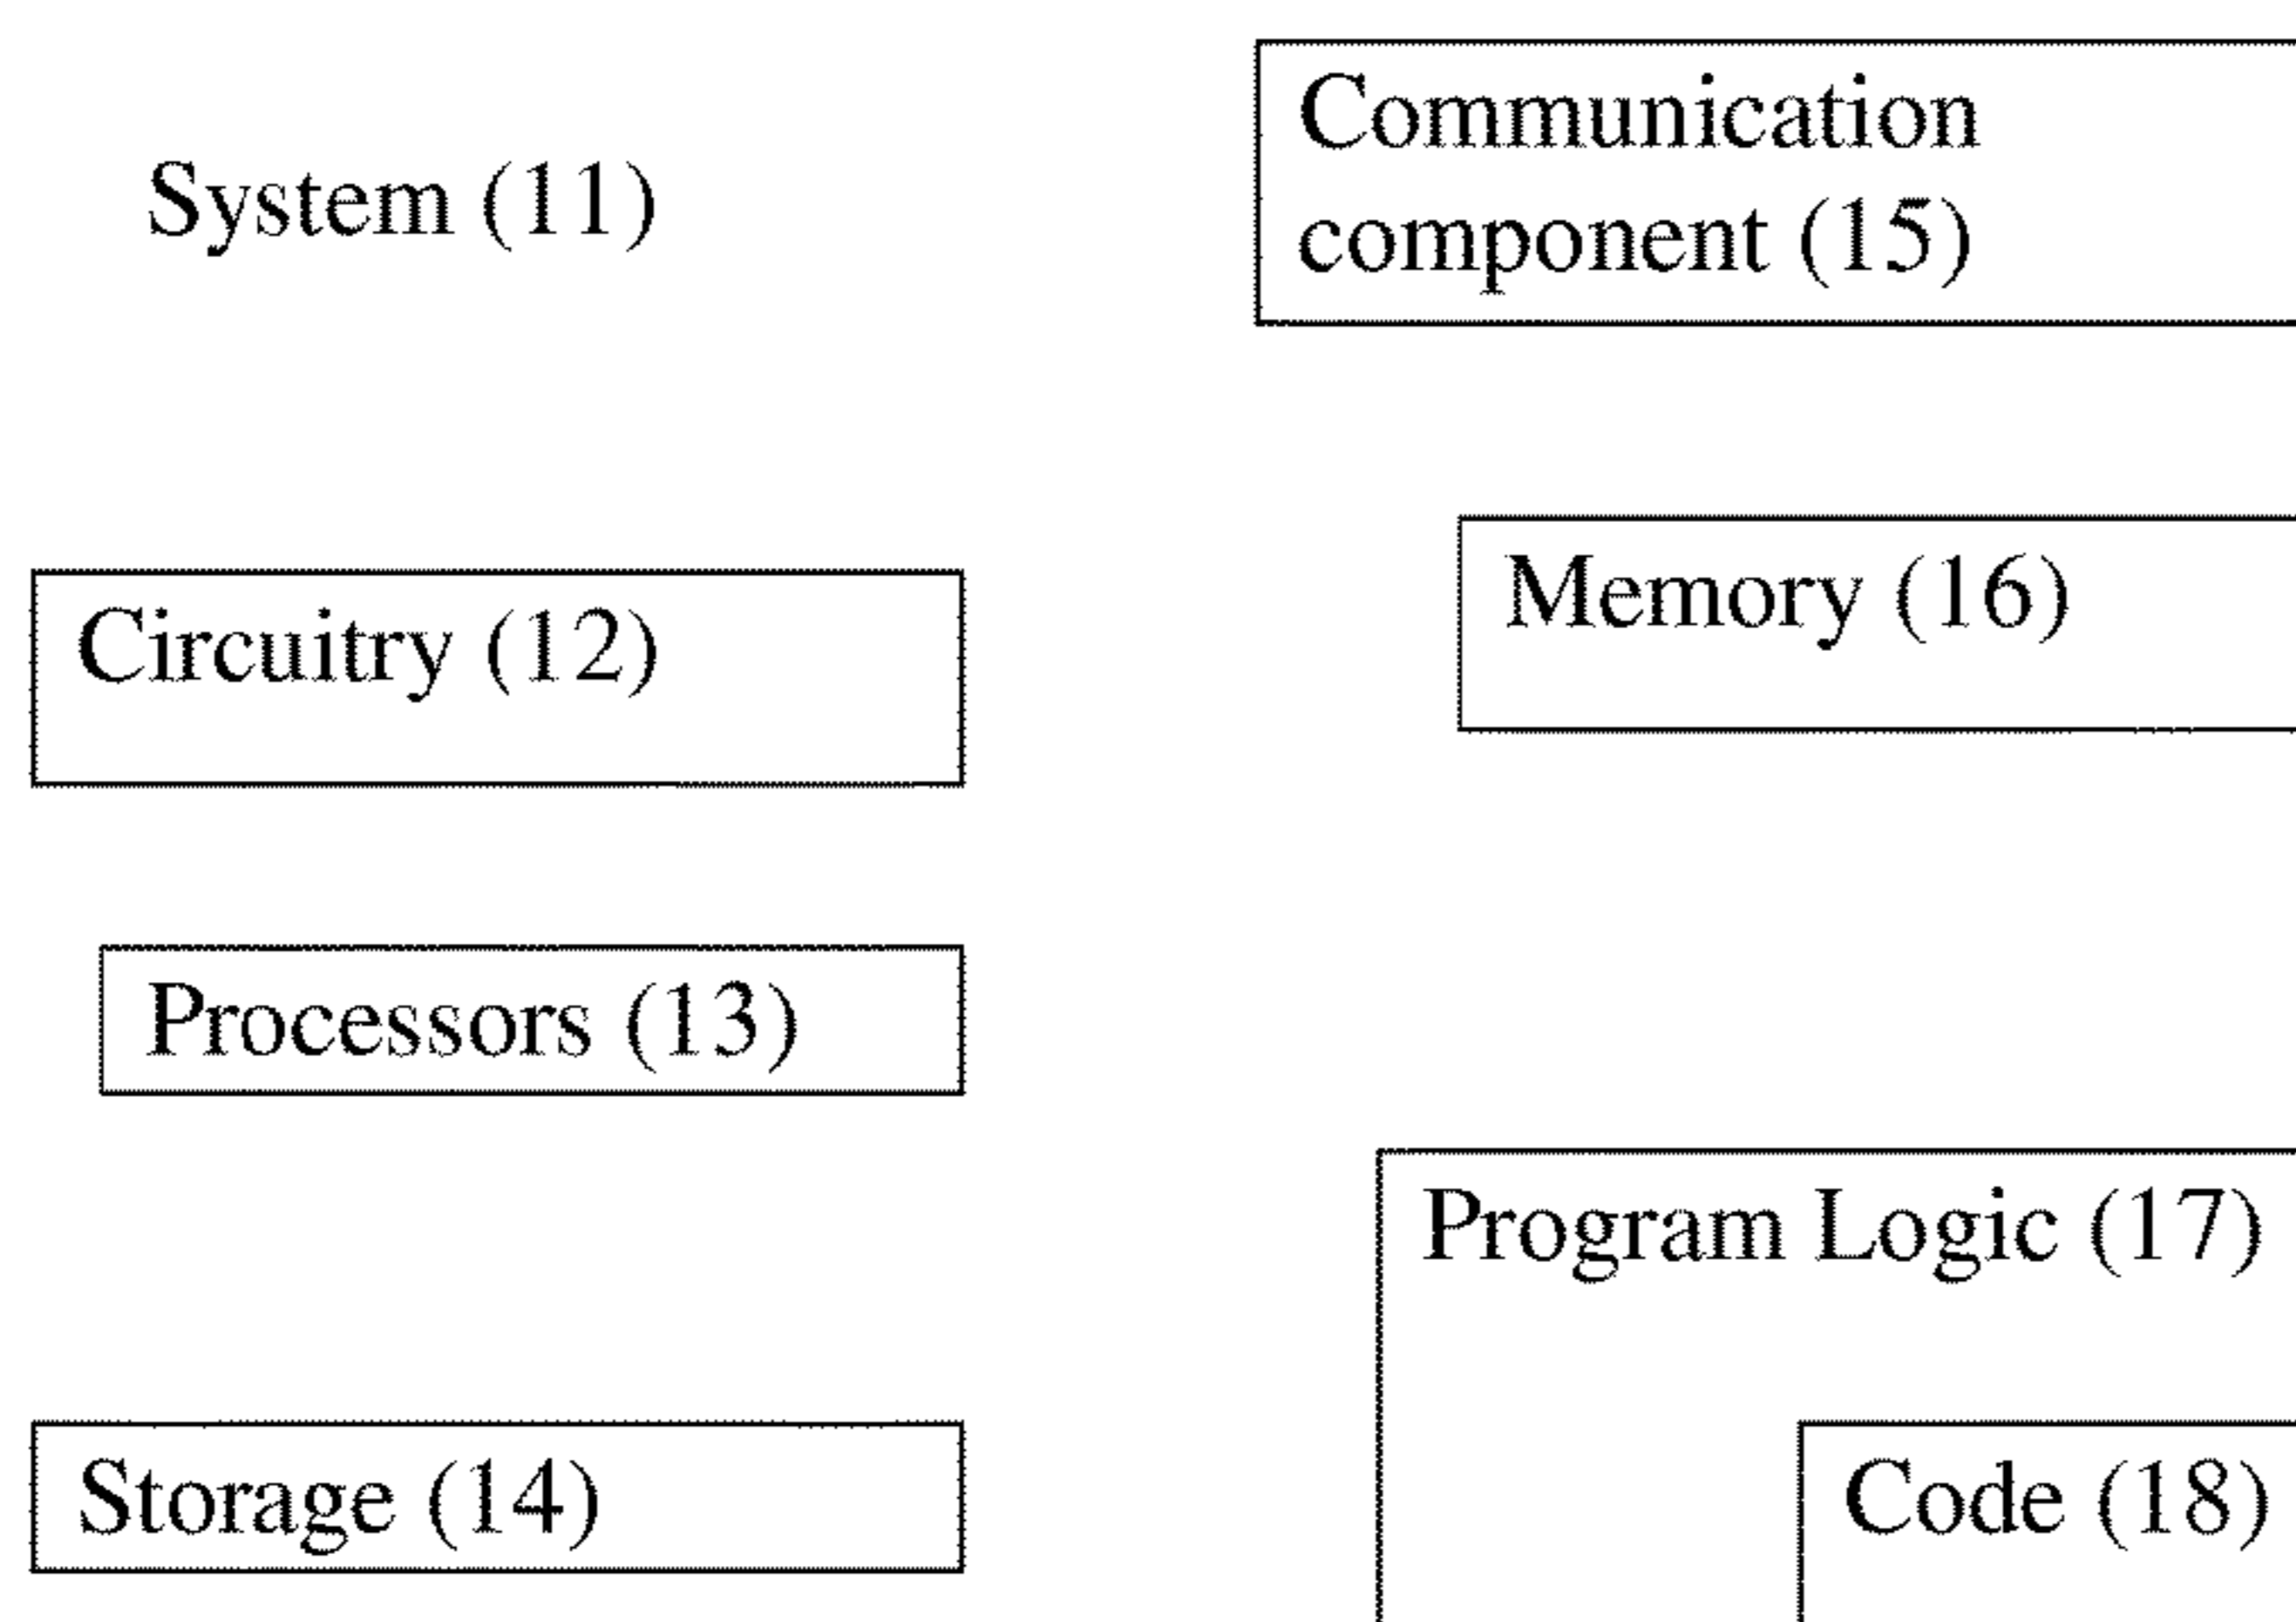 System (11)
Circuitry (12)
Processors (13)
Storage (14)
Communication
component (15)
Memory (16)
Program Logic (17)
Code (18)